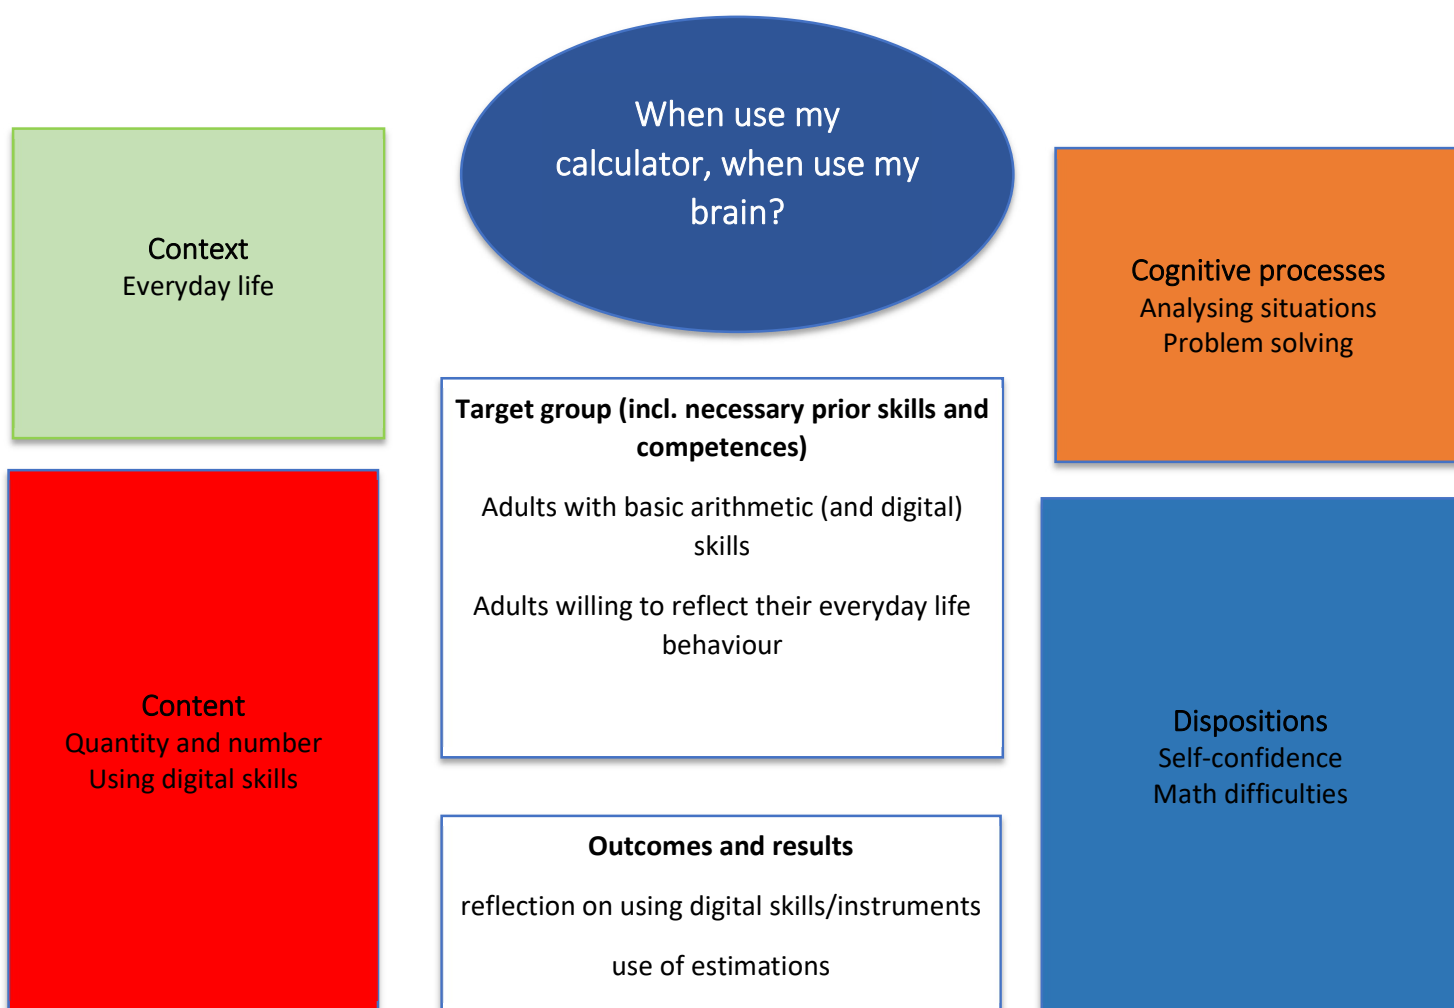 When use my
calculator, when use my
brain?
Context
Everyday life
Cognitive processes
Analysing situations
Problem solving
Target group (incl. necessary prior skills and
competences)
Adults with basic arithmetic (and digital)
skills
Adults willing to reflect their everyday life
behaviour
Content
Quantity and number
Using digital skills
Dispositions
Self-confidence
Math difficulties
Outcomes and results
reflection on using digital skills/instruments
use of estimations